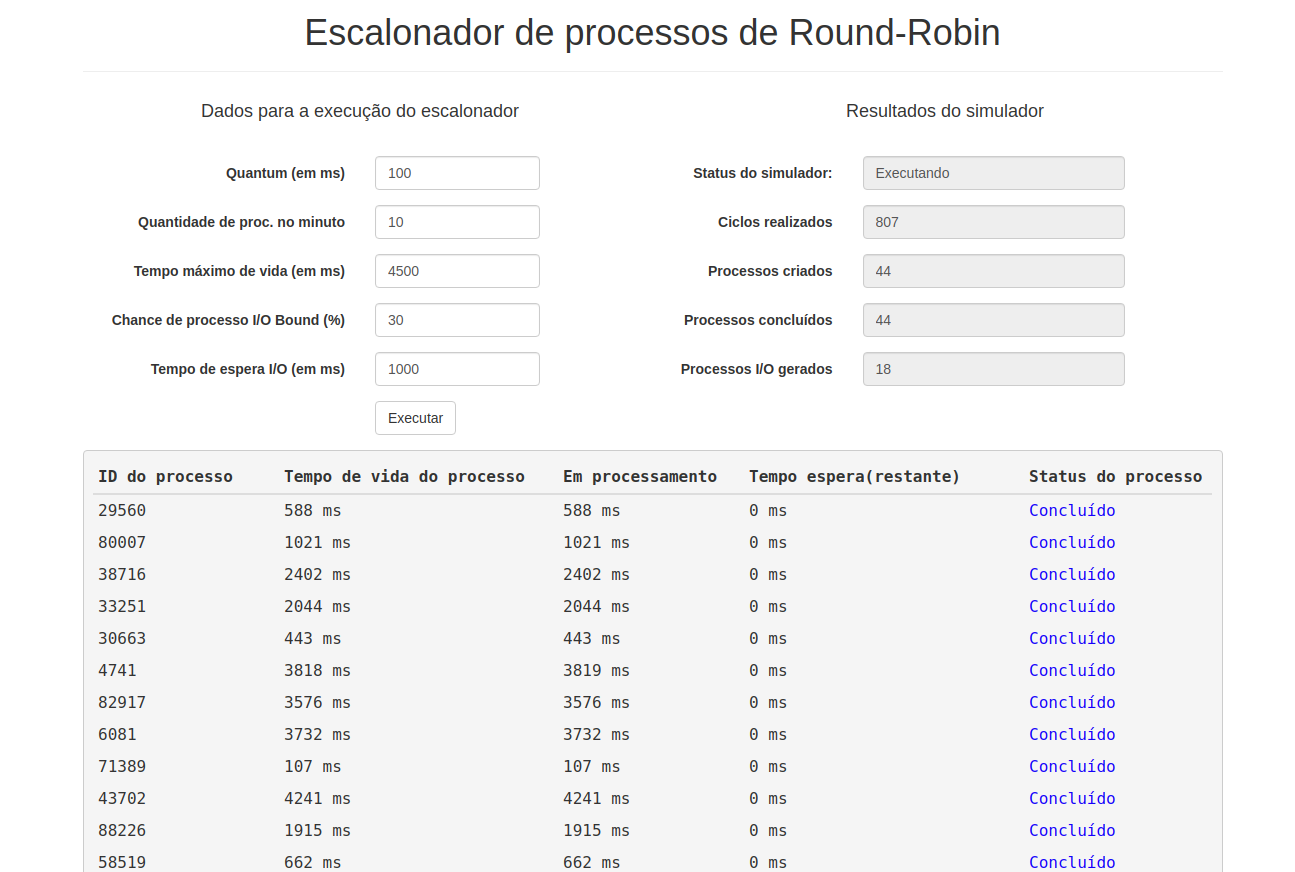 Escalonador de processos de Round-Robin
Dados para a execução do escalonador
Quantum (em ms) 100
Quantidade de proc. no minuto 10
Tempo máximo de vida (em ms) 4500
Chance de processo I/O Bound (%) 30
Tempo de espera I/O (em ms) 1000
Executar
Resultados do simulador
Status do simulador: Executando
Ciclos realizados 807
Processos criados 44
Processos concluídos 44
Processos I/O gerados 18
ID do processo Tempo de vida do processo Em processamento Tempo espera(restante) Status do processo
29560 588 ms 588 ms 0 ms Concluído
80007 1021 ms 1021 ms 0 ms Concluído
38716 2402 ms 2402 ms 0 ms Concluído
33251 2044 ms 2044 ms 0 ms Concluído
30663 443 ms 443 ms 0 ms Concluído
4741 3818 ms 3819 ms 0 ms Concluído
82917 3576 ms 3576 ms 0 ms Concluído
6081 3732 ms 3732 ms 0 ms Concluído
71389 107 ms 107 ms 0 ms Concluído
43702 4241 ms 4241 ms 0 ms Concluído
88226 1915 ms 1915 ms 0 ms Concluído
58519 662 ms 662 ms 0 ms Concluído